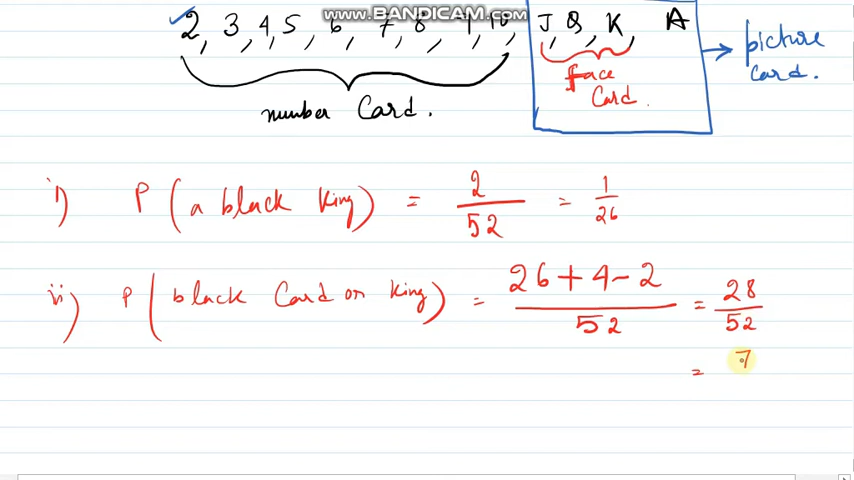 www.BANDICAM.com
2, 3, 4, 5, 6, 7, 8, 9, 10, J, Q, K, A
picture card.
face Card.
number Card.
i) P (a black king) = 2/52 = 1/26
ii) P (black Card or king) = 26+4-2/52 = 28/52
= 7